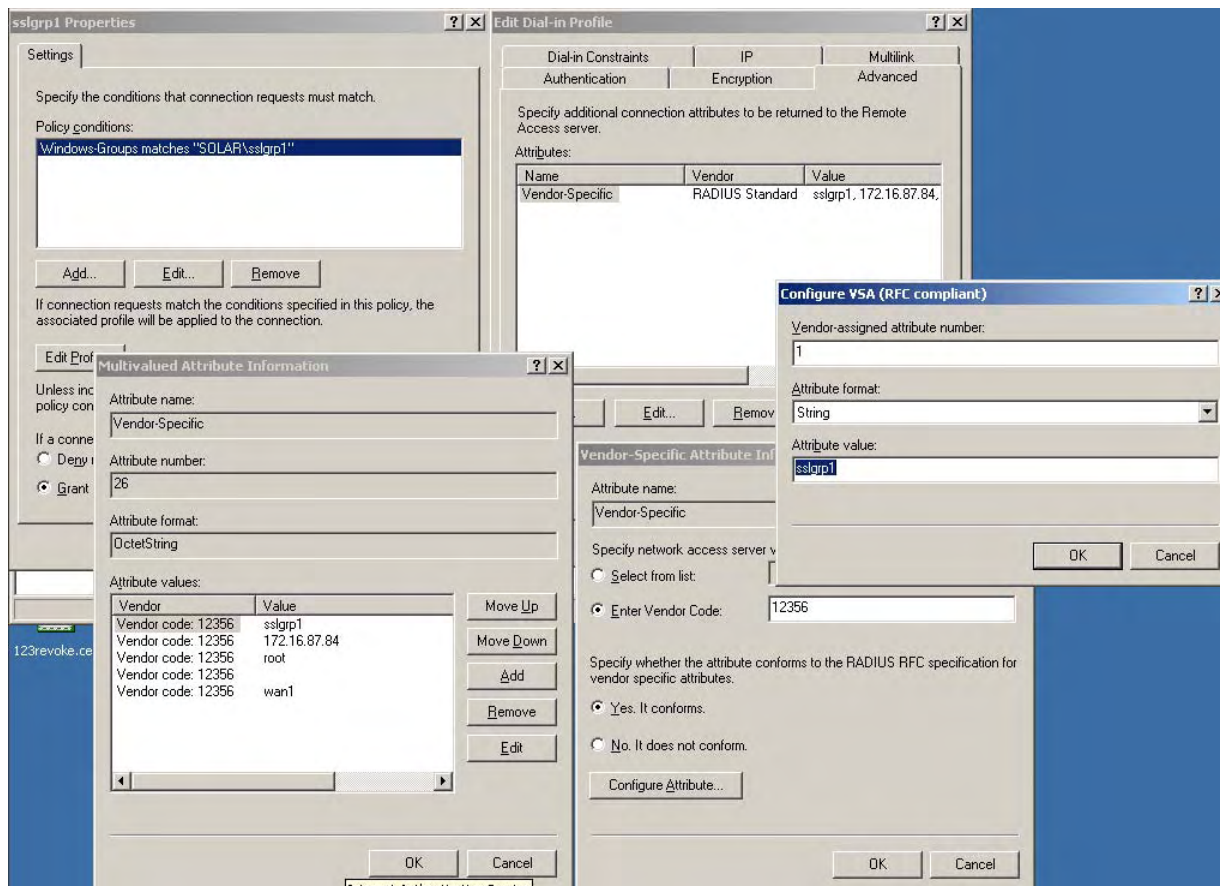 sslgrp1 Properties
Settings
Specify the conditions that connection requests must match.
Policy conditions:
Windows-Groups matches "SOLAR\sslgrp1"
Add...
Edit...
Remove
If connection requests match the conditions specified in this policy, the
associated profile will be applied to the connection.
Edit Prof
Unless inc
policy con
If a conne
Deny r
Grant
123revoke.ce
Edit Dial-in Profile
Dial-in Constraints
IP
Multilink
Authentication
Encryption
Advanced
Specify additional connection attributes to be returned to the Remote
Access server.
Attributes:
Name Vendor Value
Vendor-Specific RADIUS Standard sslgrp1, 172.16.87.84,
Edit...
Remov
Configure VSA (RFC compliant)
Vendor-assigned attribute number:
1
Attribute format:
String
Attribute value:
sslgrp1
OK
Cancel
Multivalued Attribute Information
Attribute name:
Vendor-Specific
Attribute number:
26
Attribute format:
OctetString
Attribute values:
Vendor Value
Vendor code: 12356 sslgrp1
Vendor code: 12356 172.16.87.84
Vendor code: 12356 root
Vendor code: 12356
Vendor code: 12356 wan1
Move Up
Move Down
Add
Remove
Edit
OK
Cancel
Vendor-Specific Attribute Inf
Attribute name:
Vendor-Specific
Specify network access server v
Select from list:
Enter Vendor Code: 12356
Specify whether the attribute conforms to the RADIUS RFC specification for
vendor specific attributes.
Yes. It conforms.
No. It does not conform.
Configure Attribute...
OK
Cancel